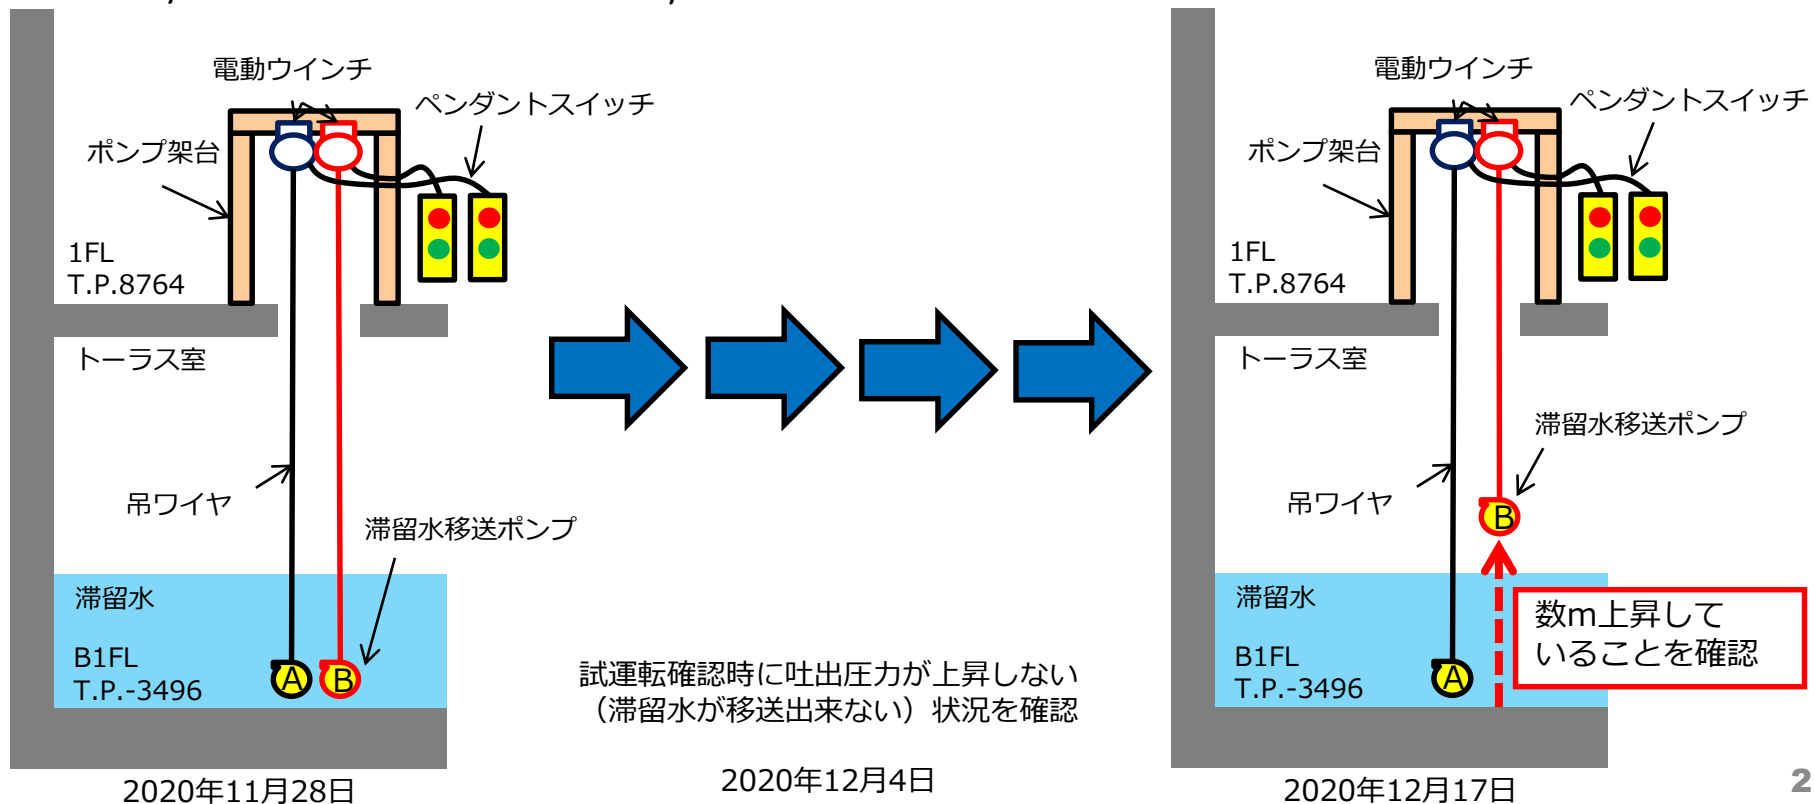 電動ウインチ
ペンダントスイッチ
ポンプ架台
1FL
T.P.8764
トーラス室
吊ワイヤ
滞留水移送ポンプ
滞留水
B1FL
T.P.-3496
A
B
2020年11月28日
試運転確認時に吐出圧力が上昇しない
（滞留水が移送出来ない）状況を確認
2020年12月4日
電動ウインチ
ペンダントスイッチ
ポンプ架台
1FL
T.P.8764
トーラス室
滞留水移送ポンプ
吊ワイヤ
B
滞留水
数m上昇して
いることを確認
B1FL
T.P.-3496
A
2020年12月17日
2